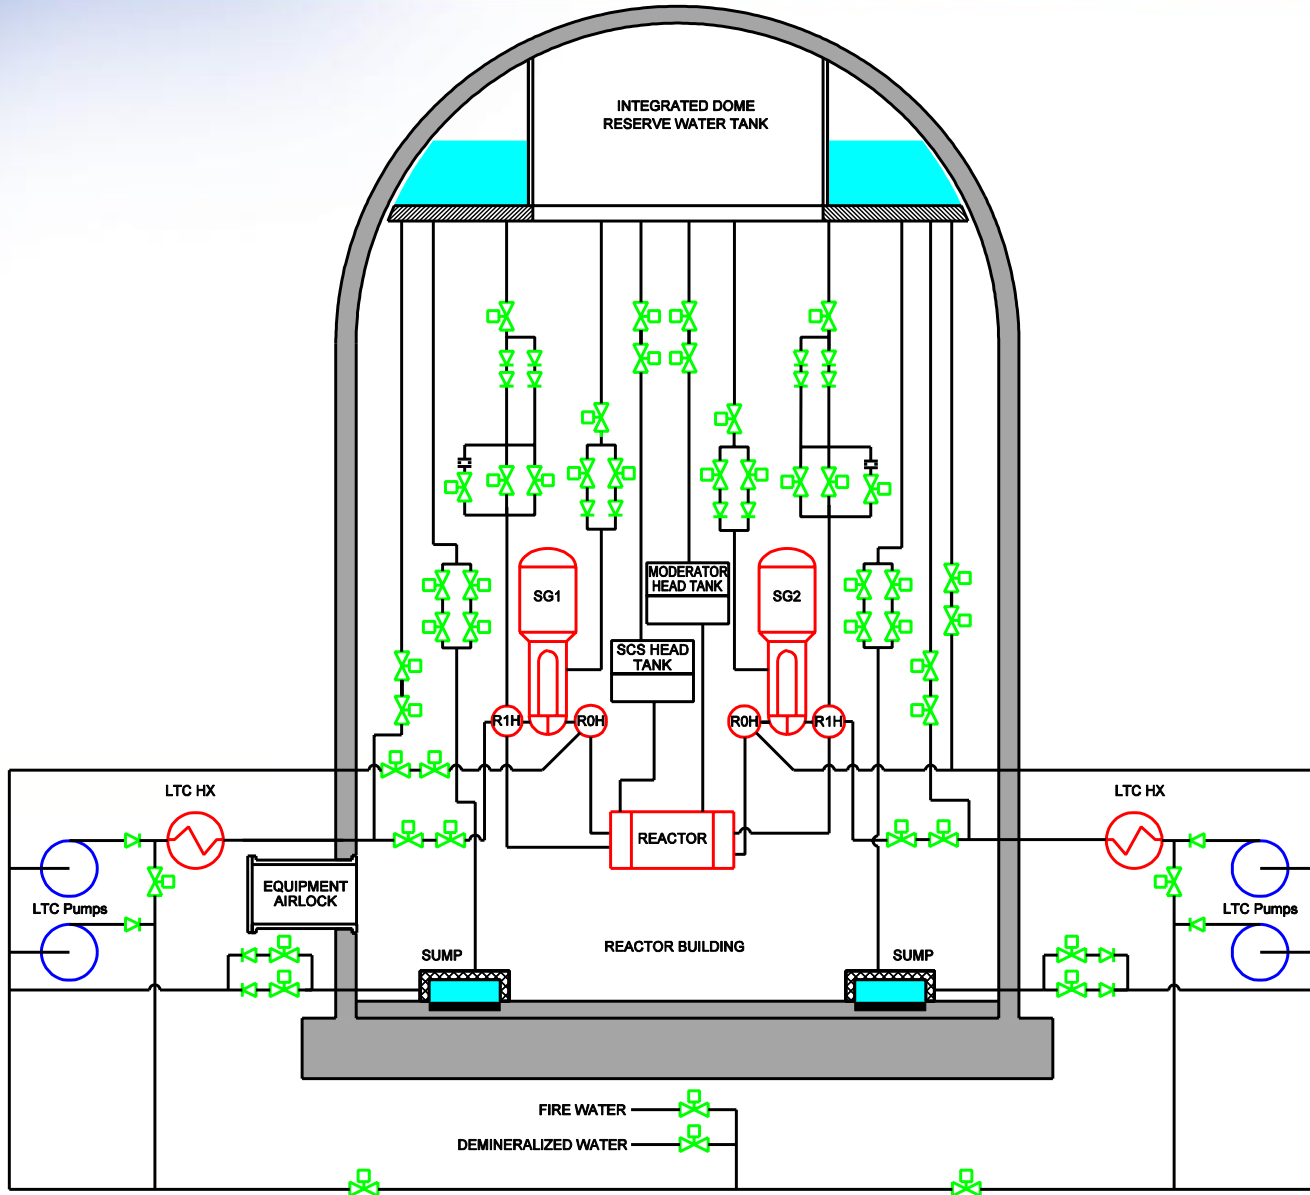 INTEGRATED DOME
RESERVE WATER TANK
SG1
MODERATOR
HEAD TANK
SG2
SCS HEAD
TANK
R1H
R0H
R0H
R1H
LTC HX
LTC HX
REACTOR
EQUIPMENT
AIRLOCK
LTC Pumps
LTC Pumps
REACTOR BUILDING
SUMP
SUMP
FIRE WATER
DEMINERALIZED WATER